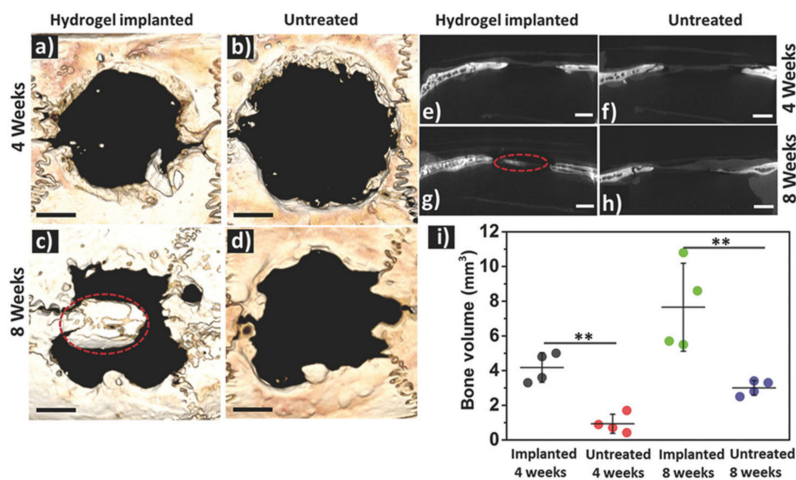 Hydrogel implanted Untreated
Hydrogel implanted Untreated
4 Weeks
a)
b)
e)
f)
4 Weeks
8 Weeks
c)
d)
g)
h)
8 Weeks
i)
Bone volume (mm³)
12
10
8
6
4
2
0
**
**
Implanted 4 weeks
Untreated 4 weeks
Implanted 8 weeks
Untreated 8 weeks